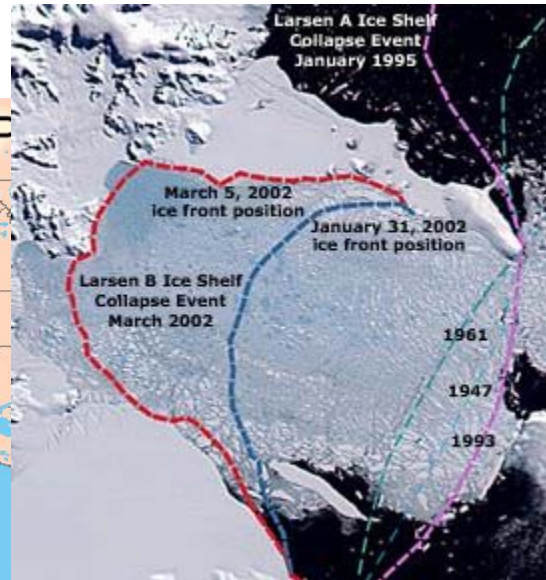 Larsen A Ice Shelf
Collapse Event
January 1995
March 5, 2002
ice front position
January 31, 2002
ice front position
Larsen B Ice Shelf
Collapse Event
March 2002
1961
1947
1993